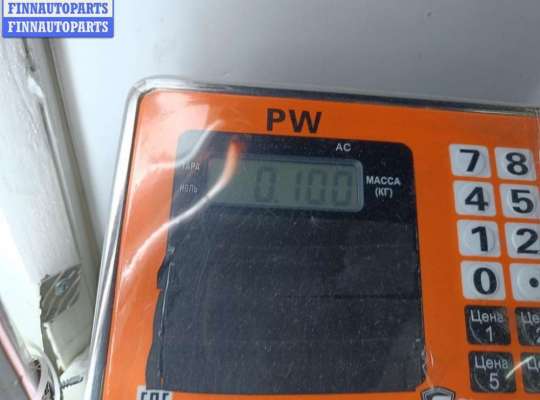 FINNAUTOPARTS
FINNAUTOPARTS
PW
AC
ТАРА
НОЛЬ
0.100
МАССА
(КГ)
7 8
4 5
1 2
0 .
Цена
1
Цена
5